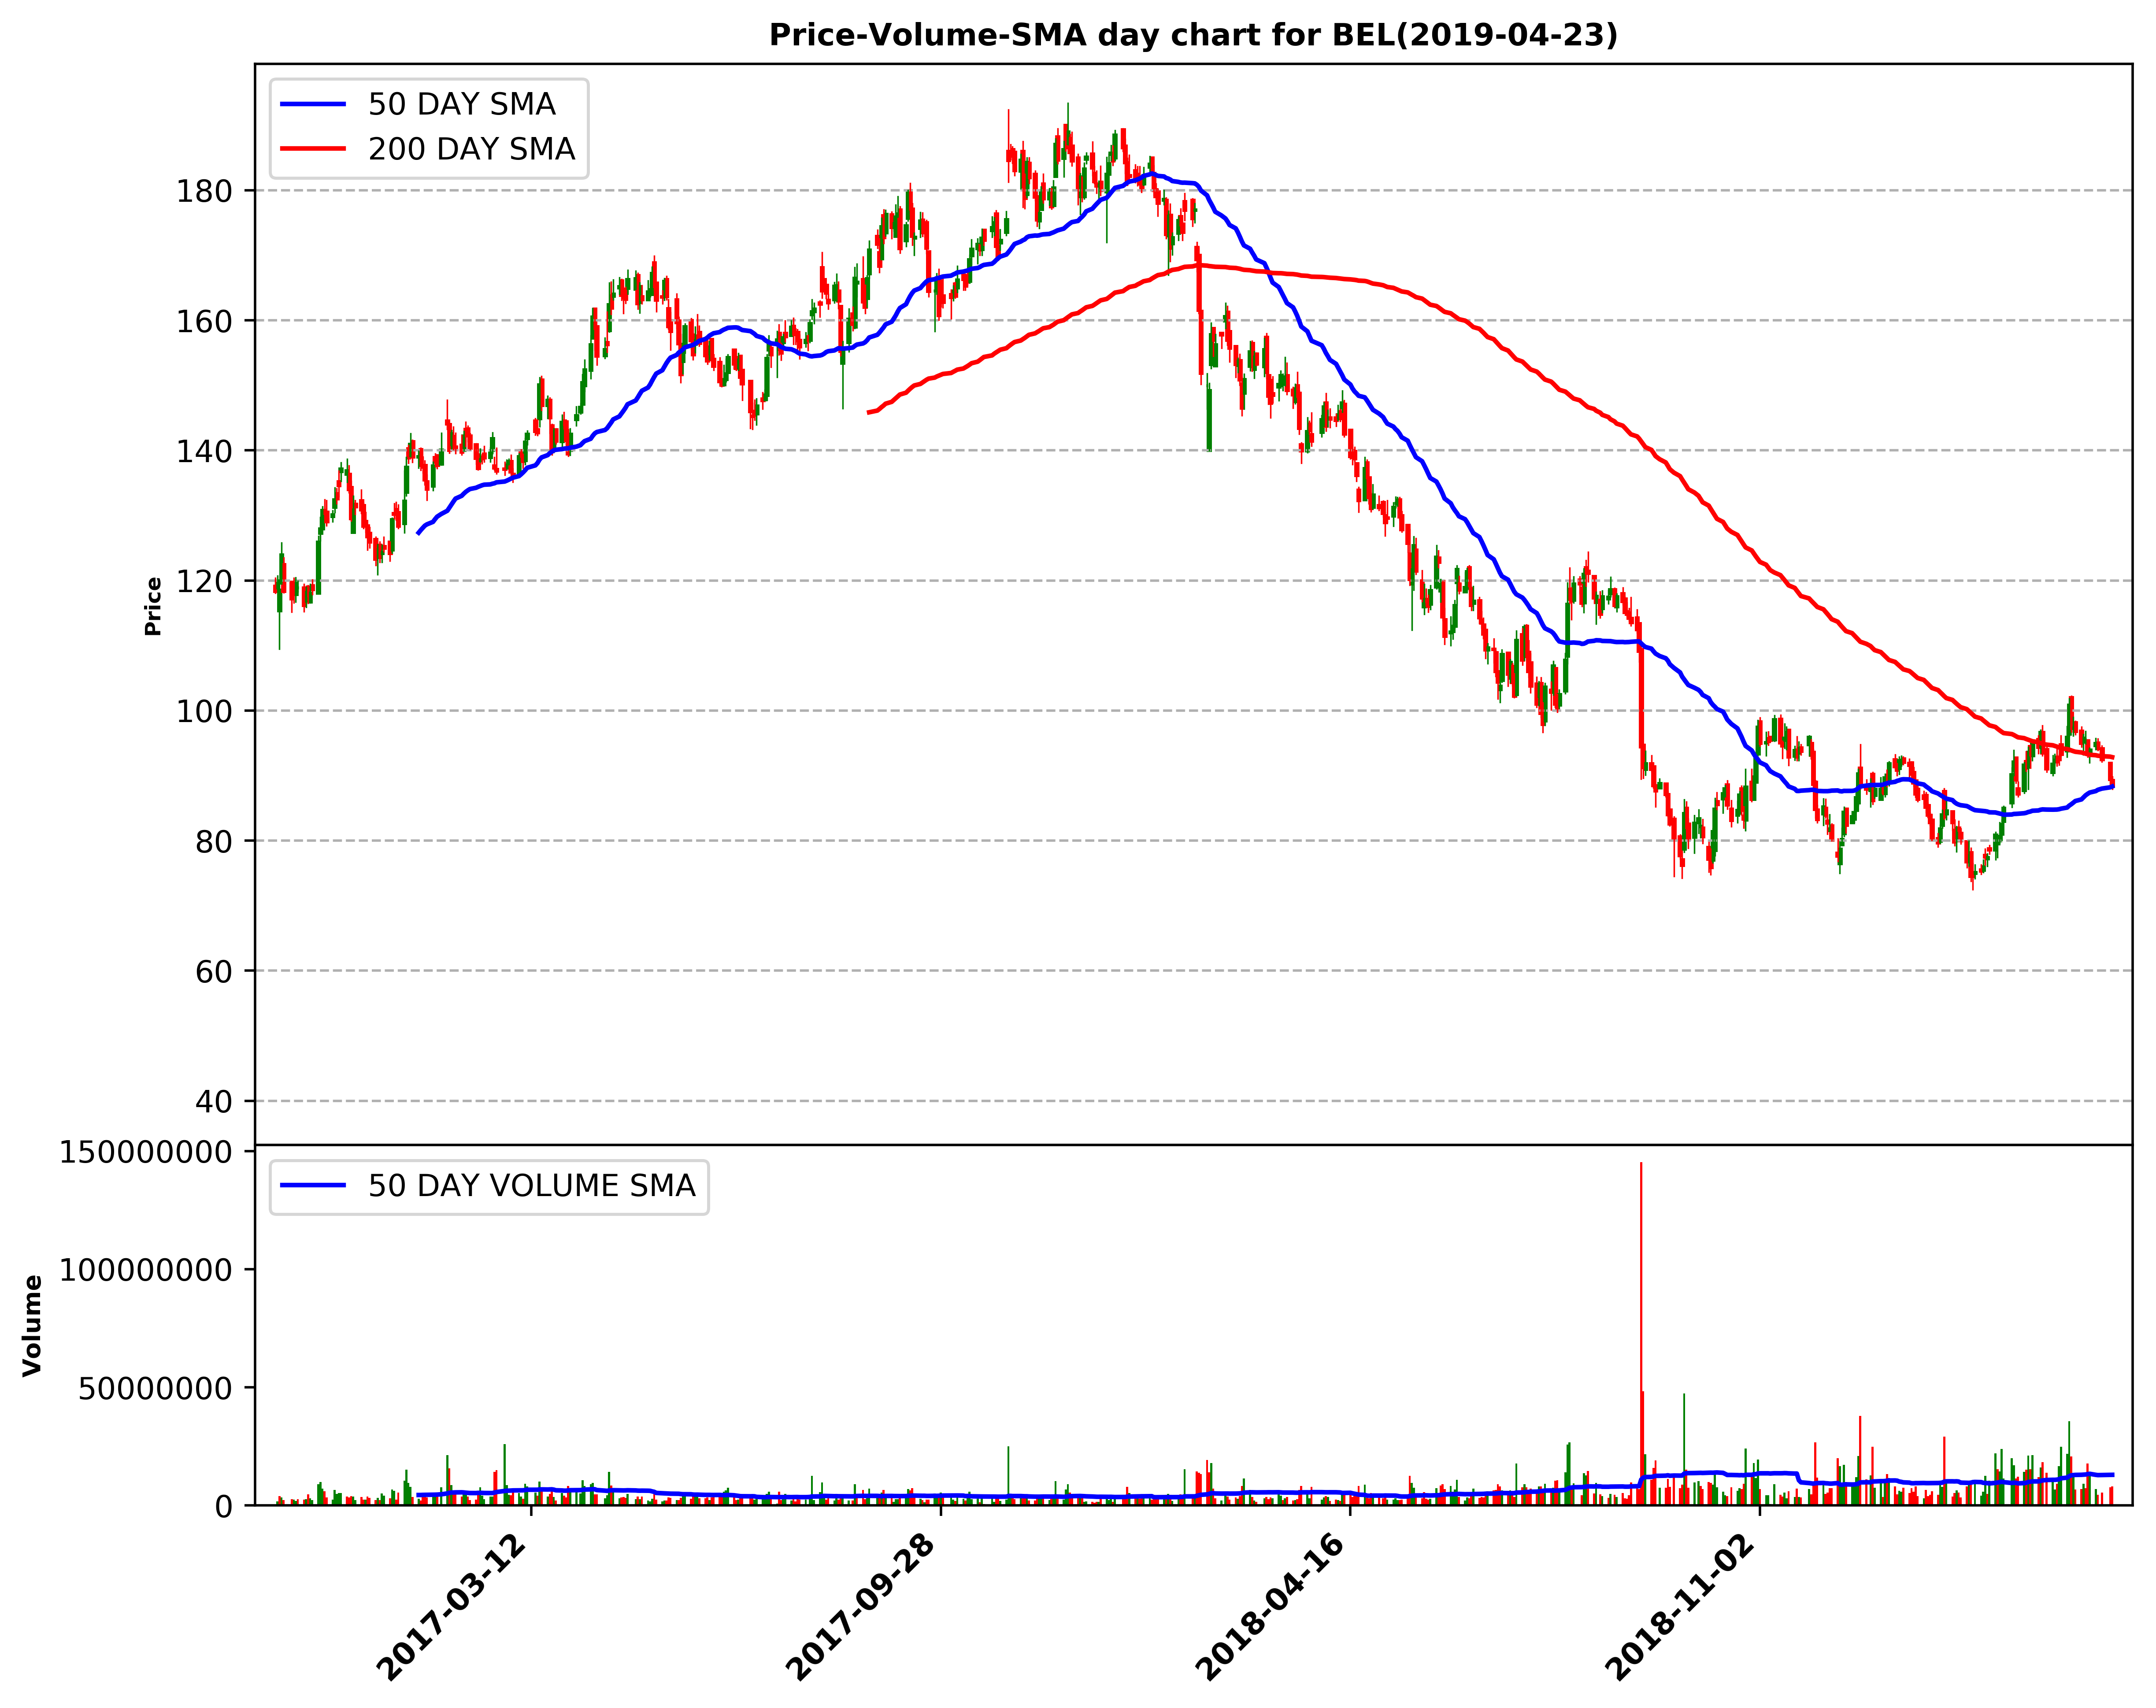 Price-Volume-SMA day chart for BEL(2019-04-23)
50 DAY SMA
200 DAY SMA
180
160
140
120
100
80
60
40
Price
150000000
100000000
50000000
0
50 DAY VOLUME SMA
Volume
2017-03-12
2017-09-28
2018-04-16
2018-11-02